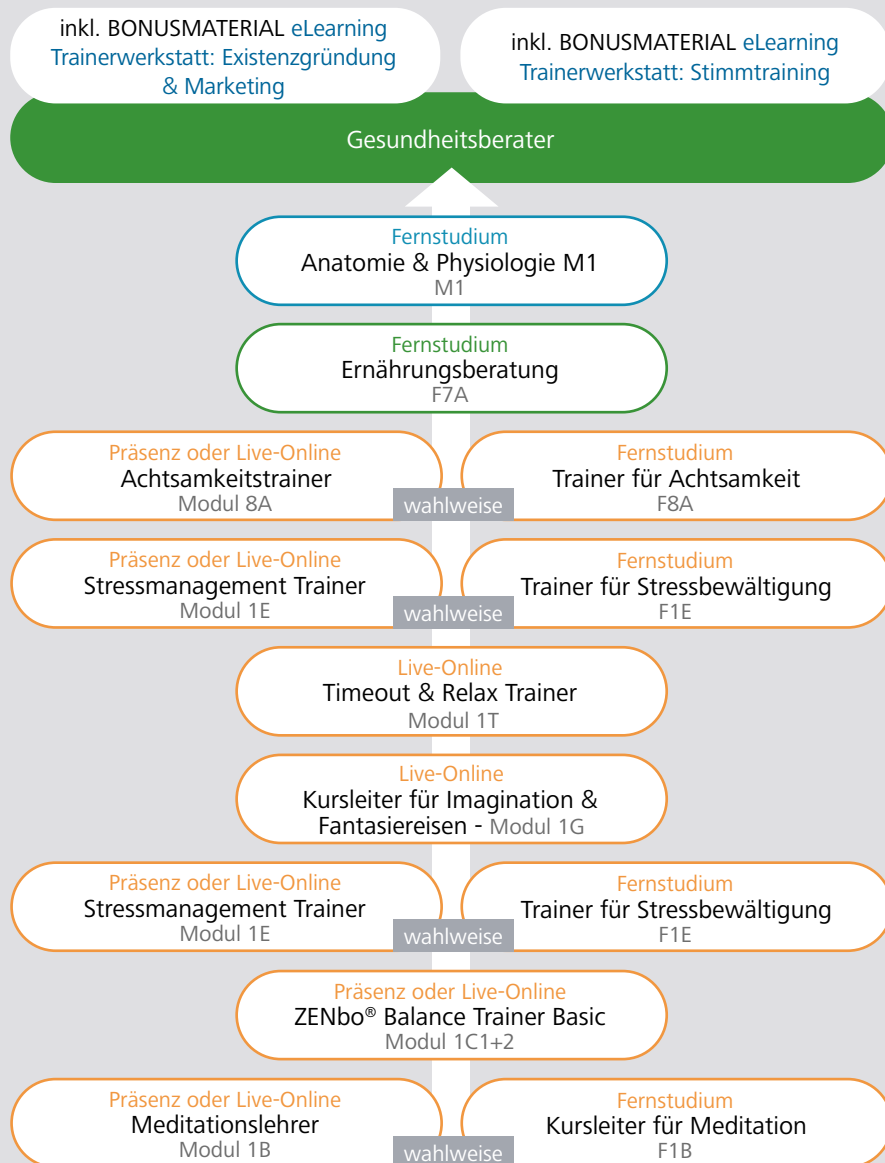 inkl. BONUSMATERIAL eLearning
Trainerwerkstatt: Existenzgründung
& Marketing
inkl. BONUSMATERIAL eLearning
Trainerwerkstatt: Stimmtraining
Gesundheitsberater
Fernstudium
Anatomie & Physiologie M1
M1
Fernstudium
Ernährungsberatung
F7A
Präsenz oder Live-Online
Achtsamkeitstrainer
Modul 8A
wahlweise
Fernstudium
Trainer für Achtsamkeit
F8A
Präsenz oder Live-Online
Stressmanagement Trainer
Modul 1E
wahlweise
Fernstudium
Trainer für Stressbewältigung
F1E
Live-Online
Timeout & Relax Trainer
Modul 1T
Live-Online
Kursleiter für Imagination &
Fantasiereisen - Modul 1G
Präsenz oder Live-Online
Stressmanagement Trainer
Modul 1E
wahlweise
Fernstudium
Trainer für Stressbewältigung
F1E
Präsenz oder Live-Online
ZENbo® Balance Trainer Basic
Modul 1C1+2
Präsenz oder Live-Online
Meditationslehrer
Modul 1B
wahlweise
Fernstudium
Kursleiter für Meditation
F1B